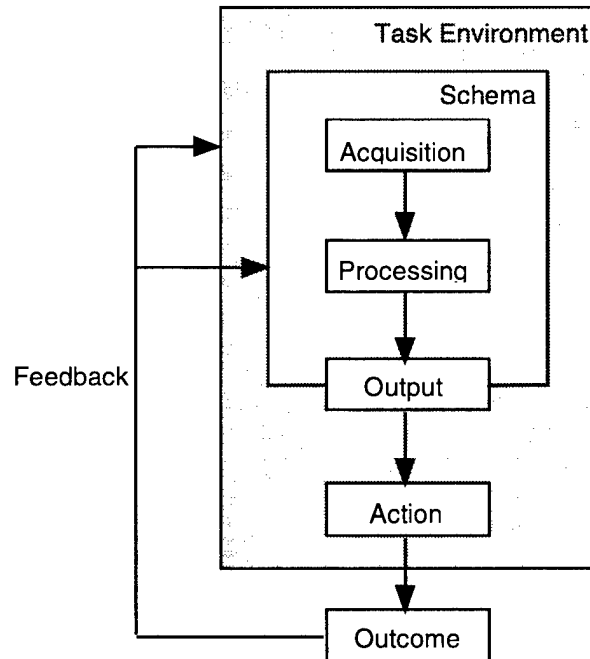 Task Environment
Schema
Acquisition
Processing
Feedback
Output
Action
Outcome